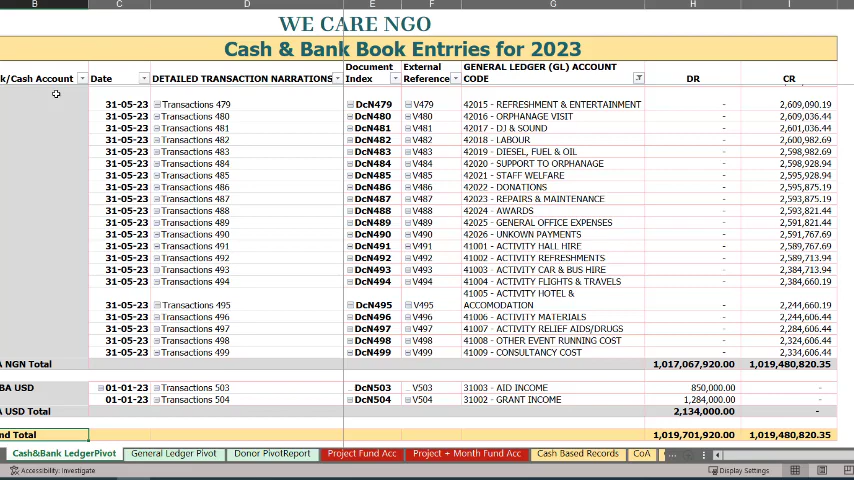 B C D E F G H I
WE CARE NGO
Cash & Bank Book Entrries for 2023
k/Cash Account Date DETAILED TRANSACTION NARRATIONS Document Index External Reference GENERAL LEDGER (GL) ACCOUNT CODE DR CR
31-05-23 Transactions 479 DcN479 V479 42015 - REFRESHMENT & ENTERTAINMENT - 2,609,090.19
31-05-23 Transactions 480 DcN480 V480 42016 - ORPHANAGE VISIT - 2,609,036.44
31-05-23 Transactions 481 DcN481 V481 42017 - DJ & SOUND - 2,601,036.44
31-05-23 Transactions 482 DcN482 V482 42018 - LABOUR - 2,600,982.69
31-05-23 Transactions 483 DcN483 V483 42019 - DIESEL, FUEL & OIL - 2,598,982.69
31-05-23 Transactions 484 DcN484 V484 42020 - SUPPORT TO ORPHANAGE - 2,598,928.94
31-05-23 Transactions 485 DcN485 V485 42021 - STAFF WELFARE - 2,595,928.94
31-05-23 Transactions 486 DcN486 V486 42022 - DONATIONS - 2,595,875.19
31-05-23 Transactions 487 DcN487 V487 42023 - REPAIRS & MAINTENANCE - 2,593,875.19
31-05-23 Transactions 488 DcN488 V488 42024 - AWARDS - 2,593,821.44
31-05-23 Transactions 489 DcN489 V489 42025 - GENERAL OFFICE EXPENSES - 2,593,821.44
31-05-23 Transactions 490 DcN490 V490 42026 - UNKOWN PAYMENTS - 2,591,767.69
31-05-23 Transactions 491 DcN491 V491 41001 - ACTIVITY HALL HIRE - 2,589,767.69
31-05-23 Transactions 492 DcN492 V492 41002 - ACTIVITY REFRESHMENTS - 2,589,713.94
31-05-23 Transactions 493 DcN493 V493 41003 - ACTIVITY CAR & BUS HIRE - 2,384,713.94
31-05-23 Transactions 494 DcN494 V494 41004 - ACTIVITY FLIGHTS & TRAVELS - 2,384,660.19
41005 - ACTIVITY HOTEL &
31-05-23 Transactions 495 DcN495 V495 ACCOMODATION - 2,244,660.19
31-05-23 Transactions 496 DcN496 V496 41006 - ACTIVITY MATERIALS - 2,284,606.44
31-05-23 Transactions 497 DcN497 V497 41007 - ACTIVITY RELIEF AIDS/DRUGS - 2,284,606.44
31-05-23 Transactions 498 DcN498 V498 41008 - OTHER EVENT RUNNING COST - 2,324,606.44
31-05-23 Transactions 499 DcN499 V499 41009 - CONSULTANCY COST - 2,334,606.44
A NGN Total 1,017,067,920.00 1,019,480,820.35
BA USD 01-01-23 Transactions 503 DcN503 V503 31003 - AID INCOME 850,000.00 -
01-01-23 Transactions 504 DcN504 V504 31002 - GRANT INCOME 1,284,000.00 -
A USD Total 2,134,000.00 -
nd Total 1,019,701,920.00 1,019,480,820.35
Cash&Bank LedgerPivot General Ledger Pivot Donor PivotReport Project Fund Acc Project + Month Fund Acc Cash Based Records CoA ...
Accessibility: Investigate Display Settings